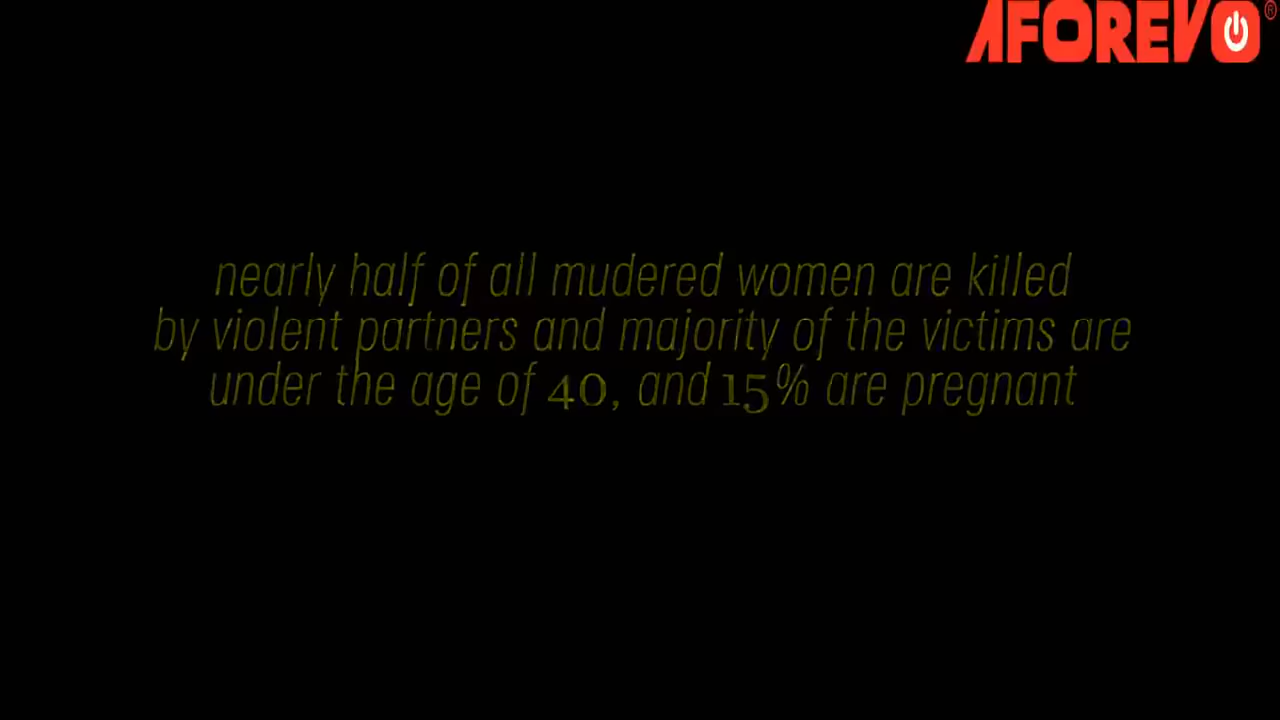 AFOREVO®
nearly half of all mudered women are killed
by violent partners and majority of the victims are
under the age of 40, and 15% are pregnant